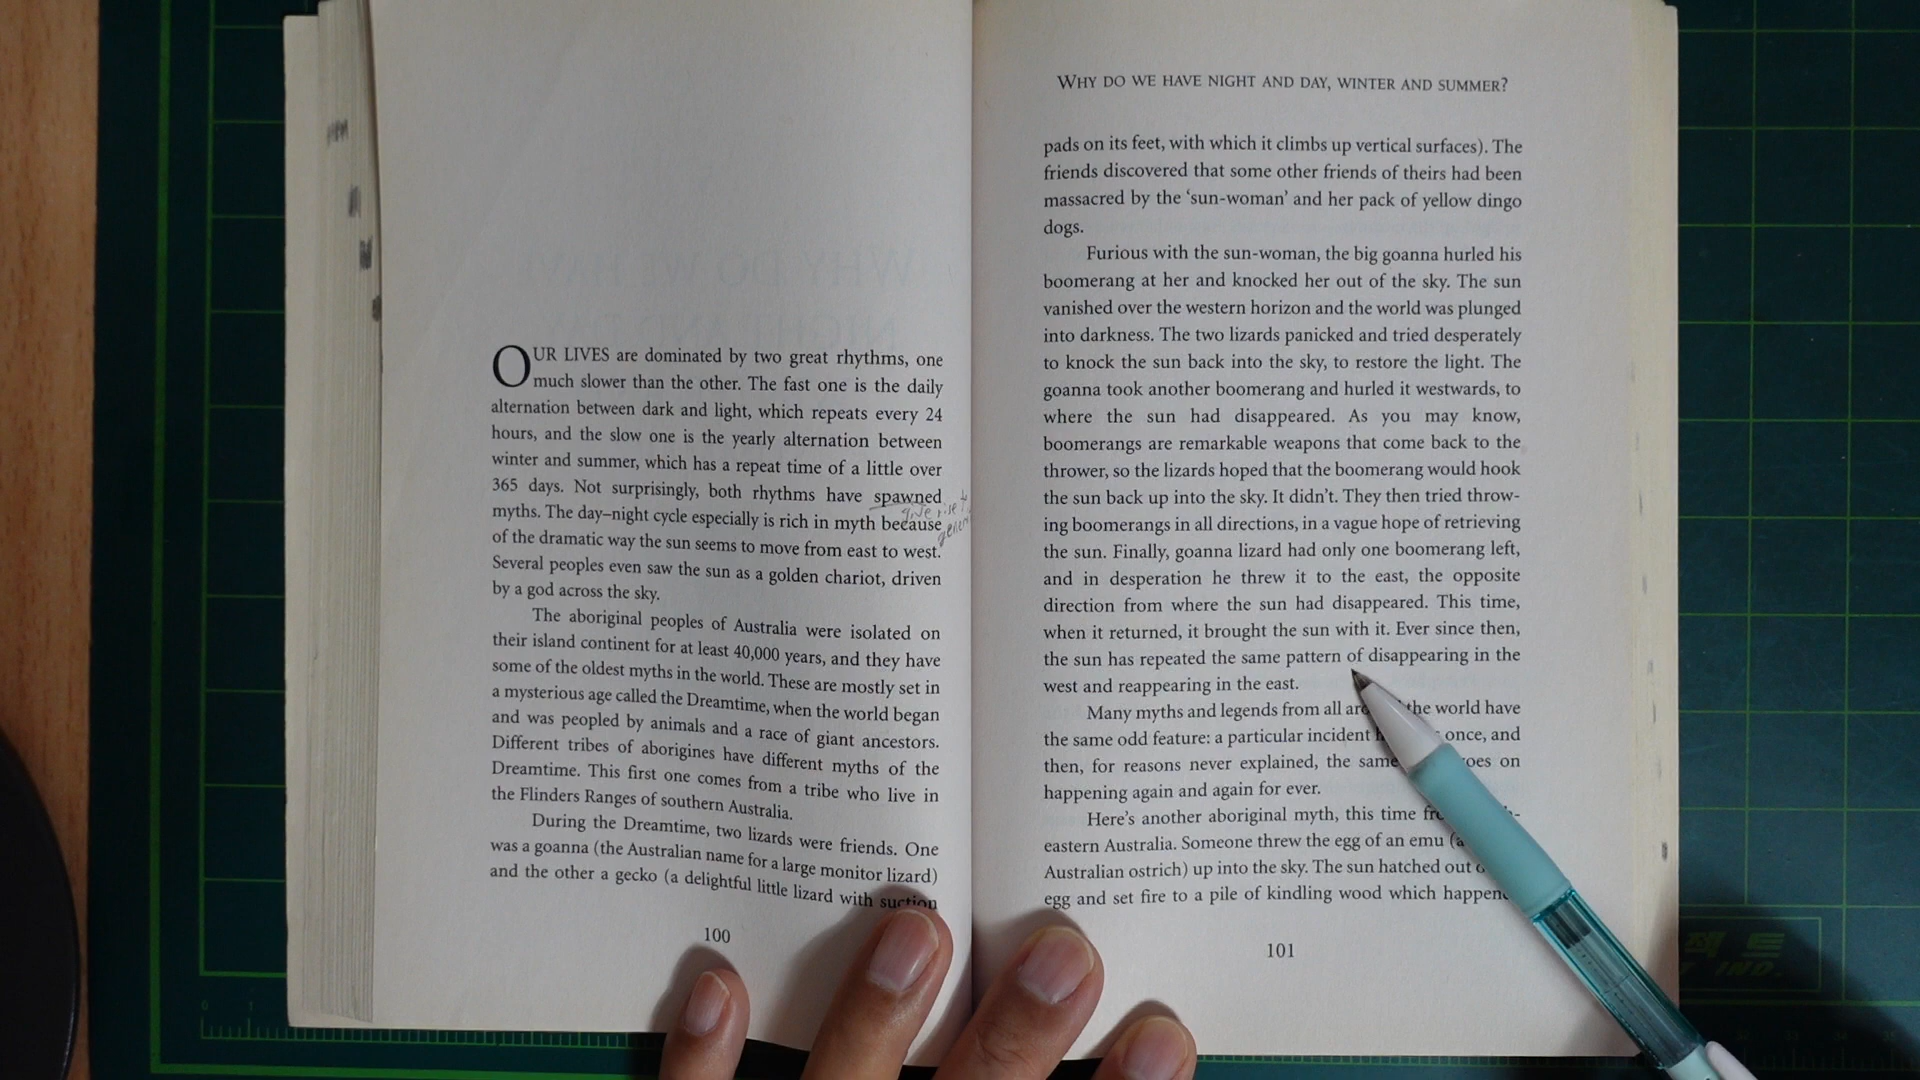 OUR LIVES are dominated by two great rhythms, one
much slower than the other. The fast one is the daily
alternation between dark and light, which repeats every 24
hours, and the slow one is the yearly alternation between
winter and summer, which has a repeat time of a little over
365 days. Not surprisingly, both rhythms have spawned
give rise
myths. The day–night cycle especially is rich in myth because
of the dramatic way the sun seems to move from east to west.
Several peoples even saw the sun as a golden chariot, driven
by a god across the sky.
The aboriginal peoples of Australia were isolated on
their island continent for at least 40,000 years, and they have
some of the oldest myths in the world. These are mostly set in
a mysterious age called the Dreamtime, when the world began
and was peopled by animals and a race of giant ancestors.
Different tribes of aborigines have different myths of the
Dreamtime. This first one comes from a tribe who live in
the Flinders Ranges of southern Australia.
During the Dreamtime, two lizards were friends. One
was a goanna (the Australian name for a large monitor lizard)
and the other a gecko (a delightful little lizard with suction
100
WHY DO WE HAVE NIGHT AND DAY, WINTER AND SUMMER?
pads on its feet, with which it climbs up vertical surfaces). The
friends discovered that some other friends of theirs had been
massacred by the ‘sun-woman’ and her pack of yellow dingo
dogs.
Furious with the sun-woman, the big goanna hurled his
boomerang at her and knocked her out of the sky. The sun
vanished over the western horizon and the world was plunged
into darkness. The two lizards panicked and tried desperately
to knock the sun back into the sky, to restore the light. The
goanna took another boomerang and hurled it westwards, to
where the sun had disappeared. As you may know,
boomerangs are remarkable weapons that come back to the
thrower, so the lizards hoped that the boomerang would hook
the sun back up into the sky. It didn’t. They then tried throw-
ing boomerangs in all directions, in a vague hope of retrieving
the sun. Finally, goanna lizard had only one boomerang left,
and in desperation he threw it to the east, the opposite
direction from where the sun had disappeared. This time,
when it returned, it brought the sun with it. Ever since then,
the sun has repeated the same pattern of disappearing in the
west and reappearing in the east.
Many myths and legends from all the world have
the same odd feature: a particular incident once, and
then, for reasons never explained, the same goes on
happening again and again for ever.
Here’s another aboriginal myth, this time
eastern Australia. Someone threw the egg of an emu
Australian ostrich) up into the sky. The sun hatched out
egg and set fire to a pile of kindling wood which
101
IND.